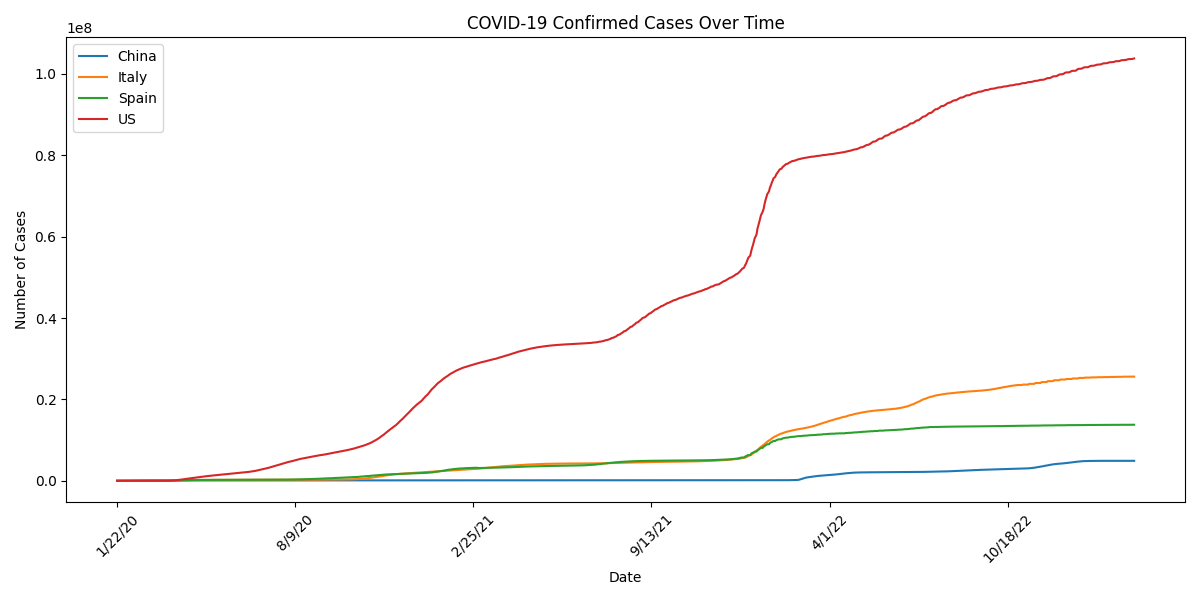 COVID-19 Confirmed Cases Over Time
1e8
China
Italy
Spain
US
1.0
0.8
0.6
0.4
0.2
0.0
Number of Cases
1/22/20
8/9/20
2/25/21
9/13/21
4/1/22
10/18/22
Date